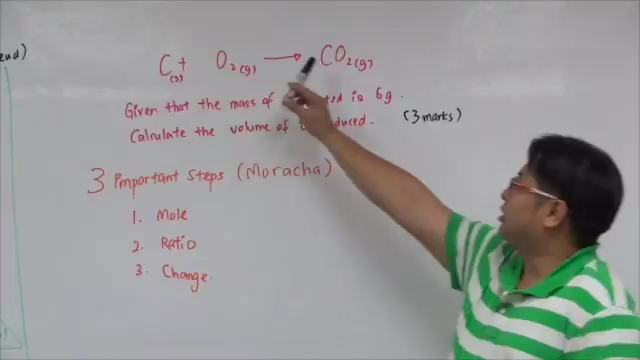 C(s) + O2(g) → CO2(g)
Given that the mass of is 6g.
Calculate the volume of
(3 marks)
3 Important Steps (Moracha)
1. Mole
2. Ratio
3. Change.